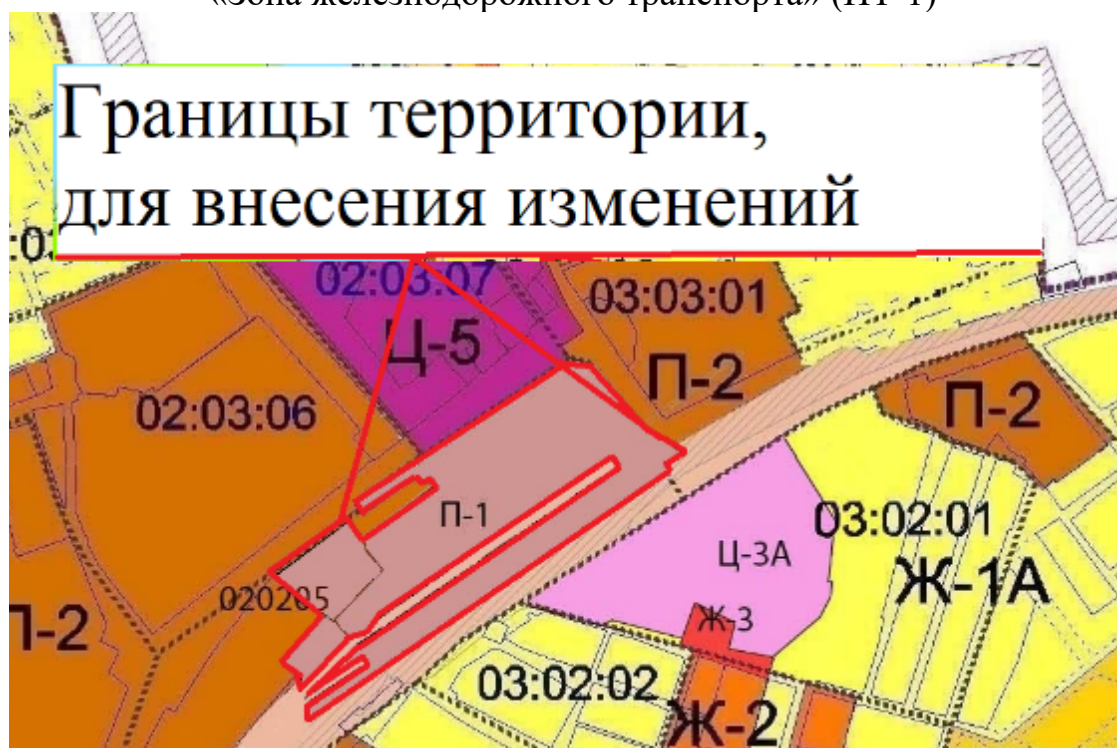 «Зона железнодорожного транспорта» (ПТ-1)
Границы территории,
для внесения изменений
02:03:07
03:03:01
Ц-5
П-2
П-2
02:03:06
П-1
03:02:01
Ц-3А
Ж-1А
020205
Ж-3
П-2
03:02:02
Ж-2